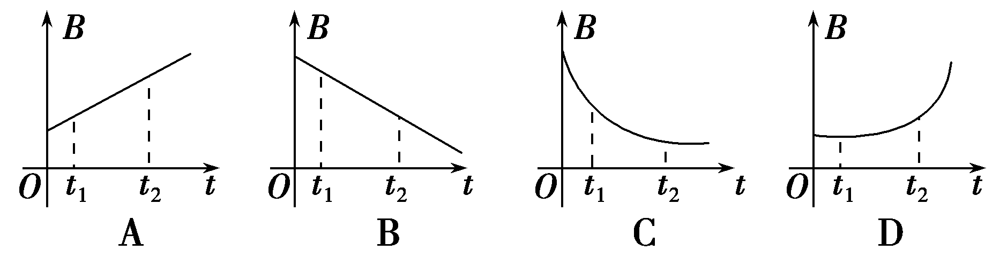 B B B B
O t₁ t₂ t O t₁ t₂ t O t₁ t₂ t O t₁ t₂ t
A B C D